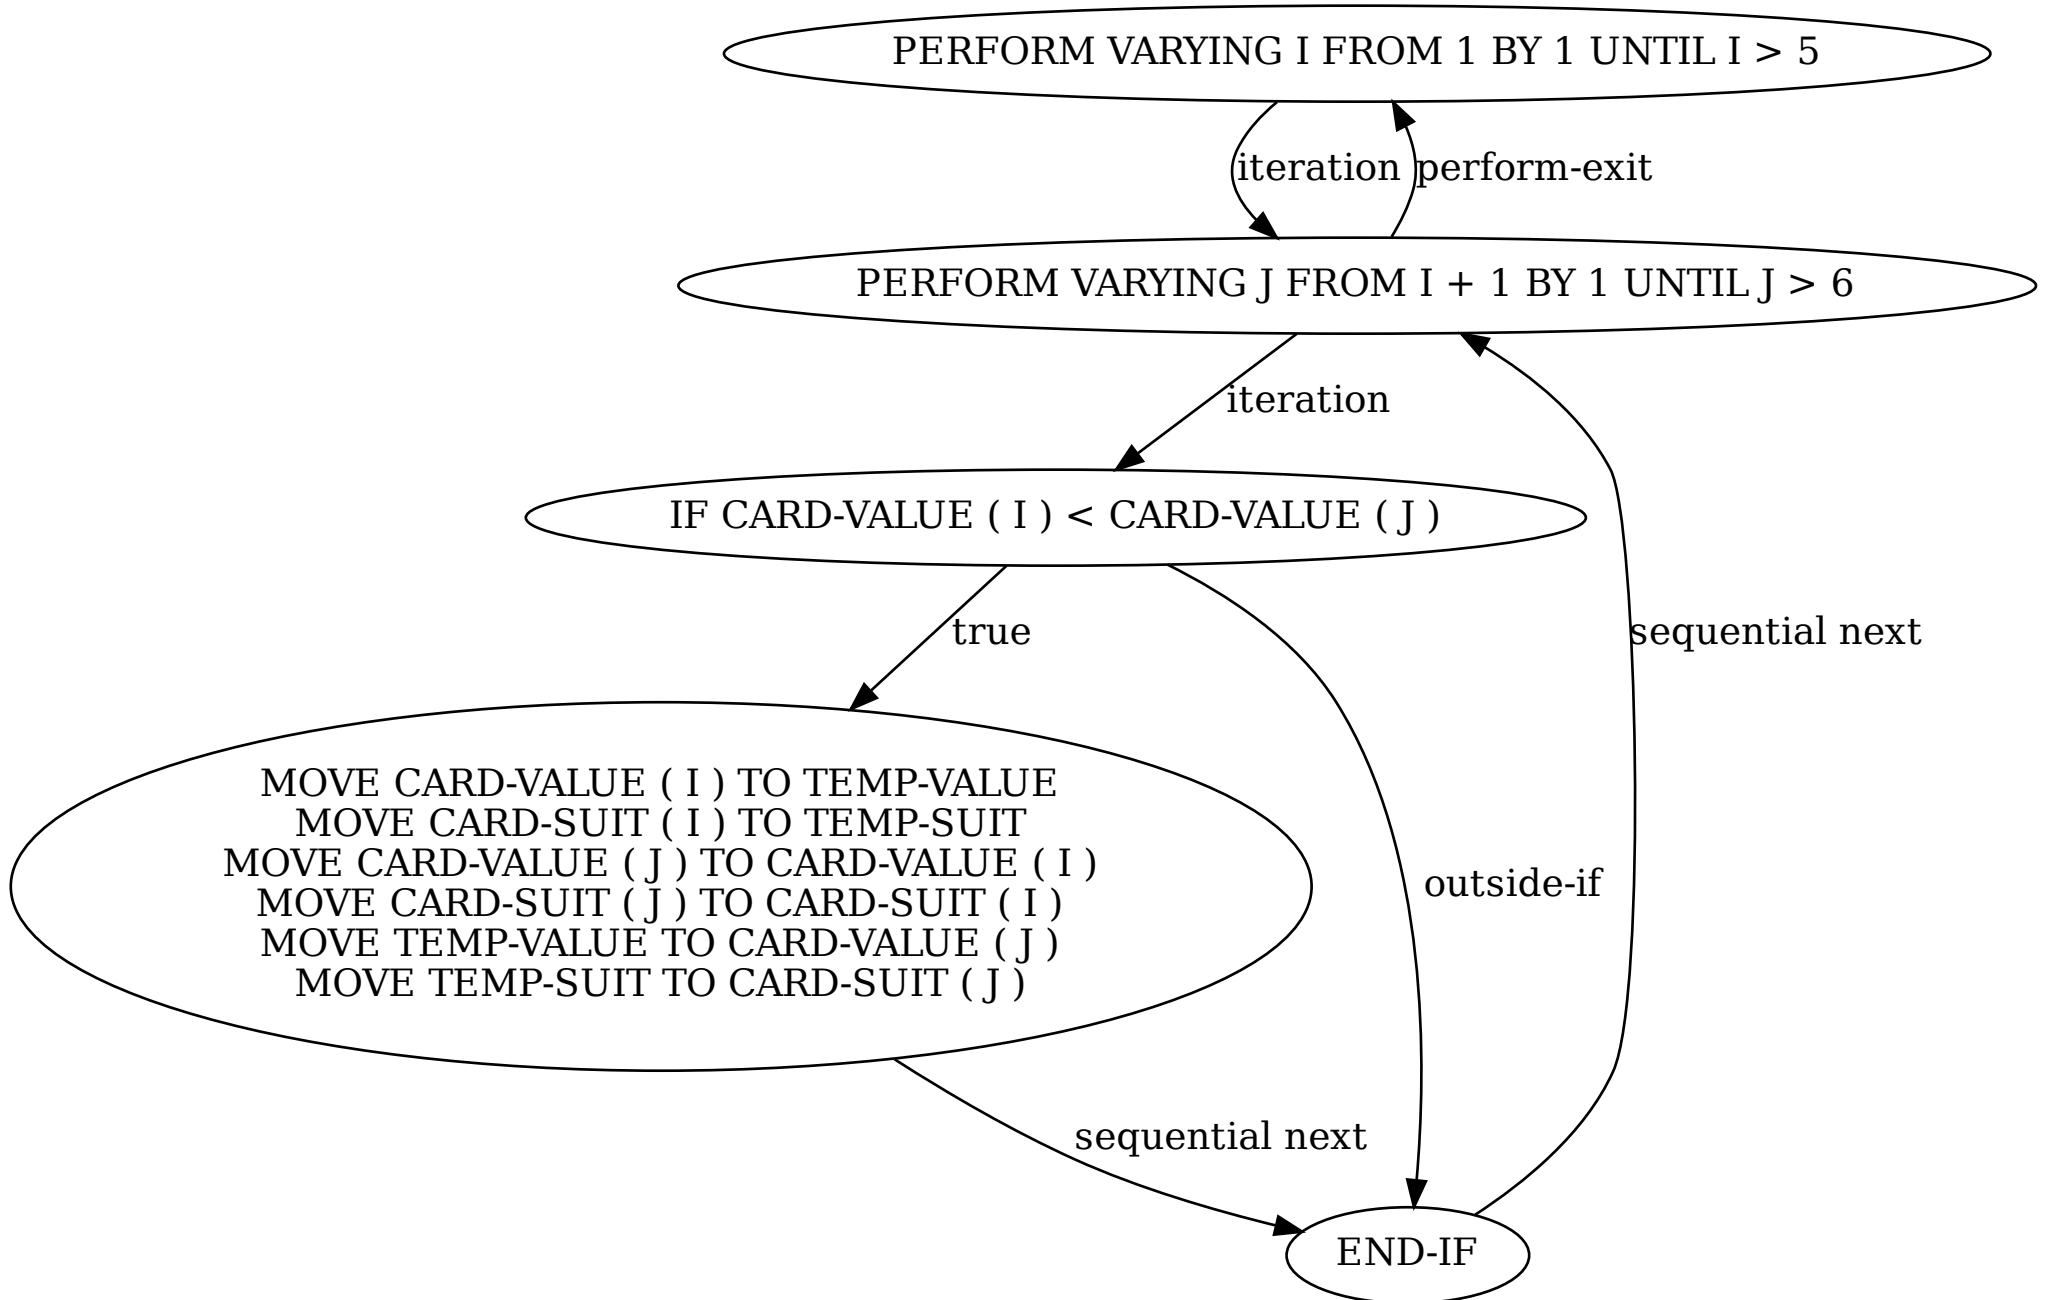 PERFORM VARYING I FROM 1 BY 1 UNTIL I > 5
iteration
perform-exit
PERFORM VARYING J FROM I + 1 BY 1 UNTIL J > 6
iteration
IF CARD-VALUE ( I ) < CARD-VALUE ( J )
true
sequential next
MOVE CARD-VALUE ( I ) TO TEMP-VALUE
MOVE CARD-SUIT ( I ) TO TEMP-SUIT
MOVE CARD-VALUE ( J ) TO CARD-VALUE ( I )
MOVE CARD-SUIT ( J ) TO CARD-SUIT ( I )
MOVE TEMP-VALUE TO CARD-VALUE ( J )
MOVE TEMP-SUIT TO CARD-SUIT ( J )
outside-if
sequential next
END-IF